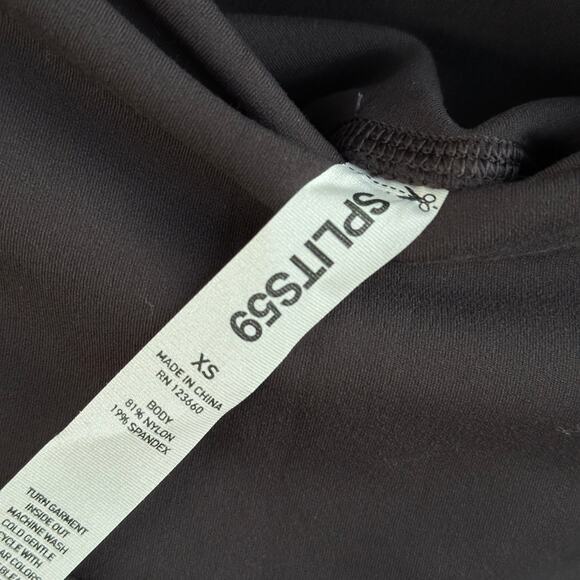 SPLITS59
XS
MADE IN CHINA
RN 123660
BODY
81% NYLON
19% SPANDEX
TURN GARMENT
INSIDE OUT
MACHINE WASH
COLD GENTLE
WITH